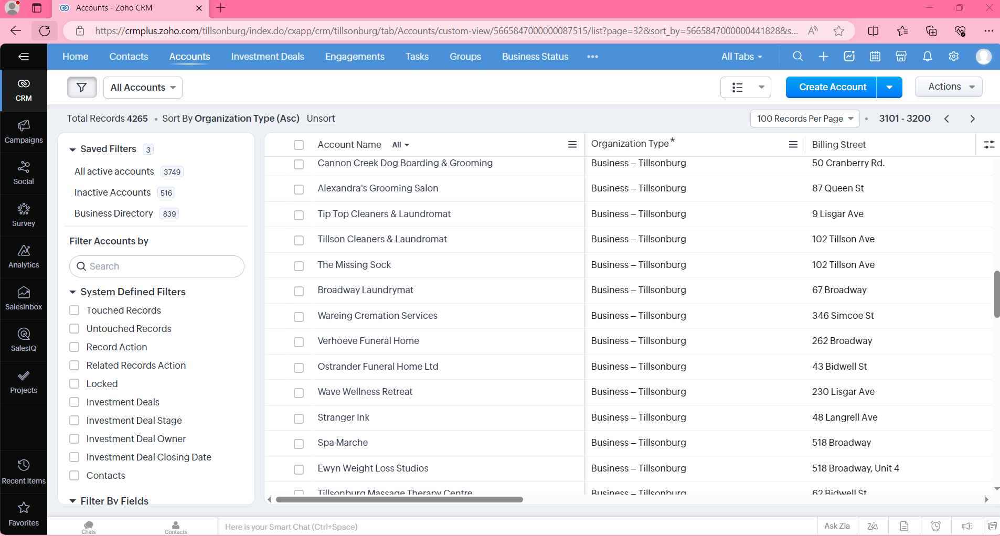 Accounts - Zoho CRM
https://crmplus.zoho.com/tillsonburg/index.do/cxapp/crm/tillsonburg/tab/Accounts/custom-view/566584700000087515/list?page=32&sort_by=56658470000000441828&s...
Home Contacts Accounts Investment Deals Engagements Tasks Groups Business Status ••• All Tabs
CRM
Campaigns
Social
Survey
Analytics
SalesInbox
SalesIQ
Projects
Recent Items
Favorites
All Accounts Create Account Actions
Total Records 4265 • Sort By Organization Type (Asc) Unsort 100 Records Per Page • 3101 - 3200
Saved Filters 3
All active accounts 3749
Inactive Accounts 516
Business Directory 839
Filter Accounts by
Search
System Defined Filters
Touched Records
Untouched Records
Record Action
Related Records Action
Locked
Investment Deals
Investment Deal Stage
Investment Deal Owner
Investment Deal Closing Date
Contacts
Filter By Fields
Account Name All Organization Type* Billing Street
Cannon Creek Dog Boarding & Grooming Business – Tillsonburg 50 Cranberry Rd.
Alexandra's Grooming Salon Business – Tillsonburg 87 Queen St
Tip Top Cleaners & Laundromat Business – Tillsonburg 9 Lisgar Ave
Tillson Cleaners & Laundromat Business – Tillsonburg 102 Tillson Ave
The Missing Sock Business – Tillsonburg 102 Tillson Ave
Broadway Laundrymat Business – Tillsonburg 67 Broadway
Wareing Cremation Services Business – Tillsonburg 346 Simcoe St
Verhoeve Funeral Home Business – Tillsonburg 262 Broadway
Ostrander Funeral Home Ltd Business – Tillsonburg 43 Bidwell St
Wave Wellness Retreat Business – Tillsonburg 230 Lisgar Ave
Stranger Ink Business – Tillsonburg 48 Langrell Ave
Spa Marche Business – Tillsonburg 518 Broadway
Ewyn Weight Loss Studios Business – Tillsonburg 518 Broadway, Unit 4
Tillsonburg Massage Therapy Centre Business – Tillsonburg 62 Bidwell St
Chats Contacts Here is your Smart Chat (Ctrl+Space) Ask Zia